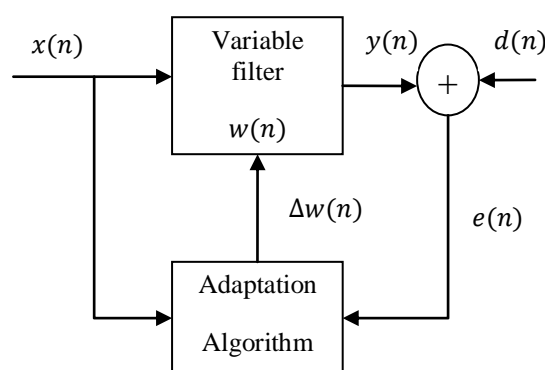 x(n)
Variable
filter
w(n)
y(n)
d(n)
+
Δw(n)
e(n)
Adaptation
Algorithm